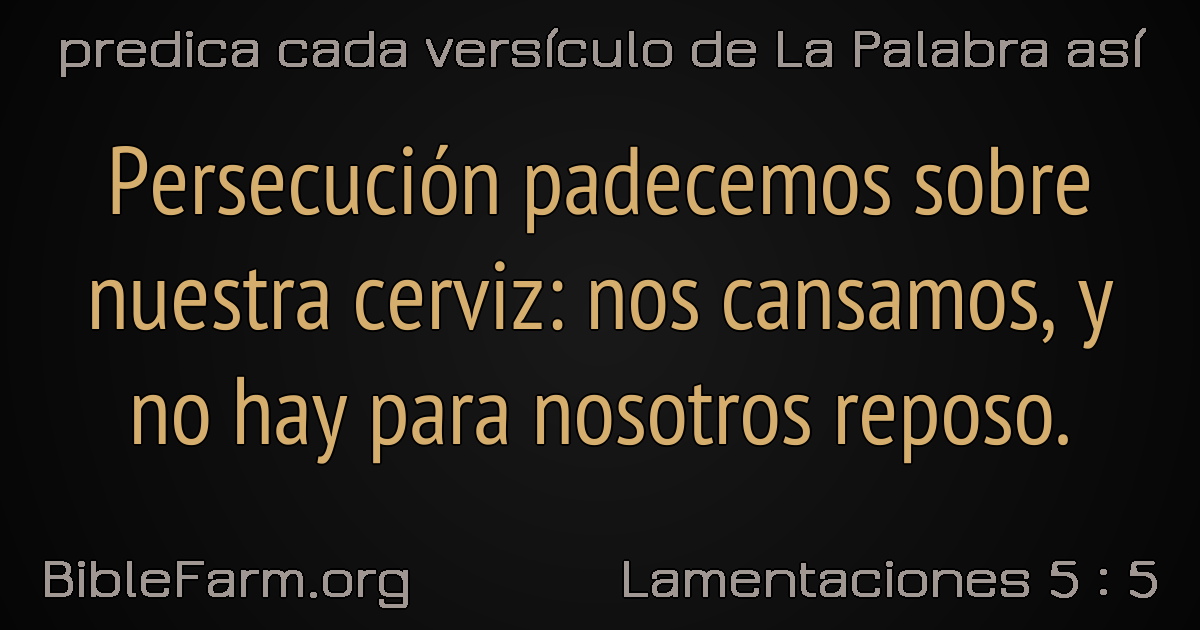 predica cada versículo de La Palabra así
Persecución padecemos sobre
nuestra cerviz: nos cansamos, y
no hay para nosotros reposo.
BibleFarm.org
Lamentaciones 5 : 5